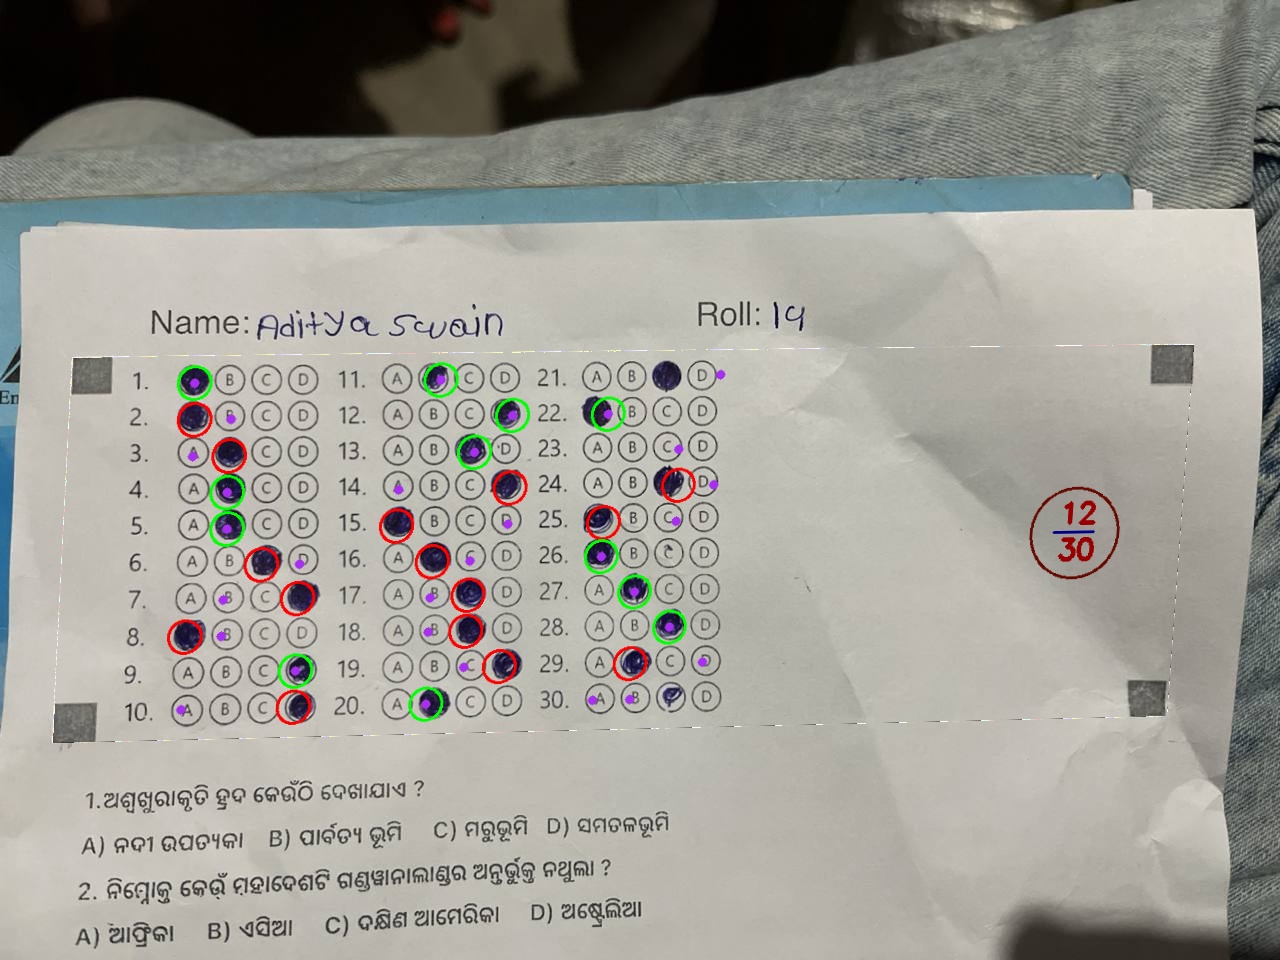 En
Name: Aditya Swain Roll: 19
1. B C D 11. A C D 21. A B D
2. B C D 12. A B C 22. B C D
3. A C D 13. A B D 23. A B C D
4. A C D 14. A B C 24. A B D
5. A C D 15. B C D 25. B C D
6. A B D 16. A C D 26. B C D
7. A B C 17. A B D 27. A C D
8. B C D 18. A B D 28. A B D
9. A B C 19. A B C 29. A C D
10. A B C 20. A C D 30. A B D
12
30
1.ଅଶ୍ୱଖୁରାକୃତି ହ୍ରଦ କେଉଁଠି ଦେଖାଯାଏ ?
A) ନଦୀ ଉପତ୍ୟକା B) ପାର୍ବତ୍ୟ ଭୂମି C) ମରୁଭୂମି D) ସମତଳଭୂମି
2. ନିମ୍ନୋକ୍ତ କେଉଁ ମହାଦେଶଟି ଗଣ୍ଡୱାନାଲାଣ୍ଡର ଅନ୍ତର୍ଭୁକ୍ତ ନଥିଲା ?
A) ଆଫ୍ରିକା B) ଏସିଆ C) ଦକ୍ଷିଣ ଆମେରିକା D) ଅଷ୍ଟ୍ରେଲିଆ